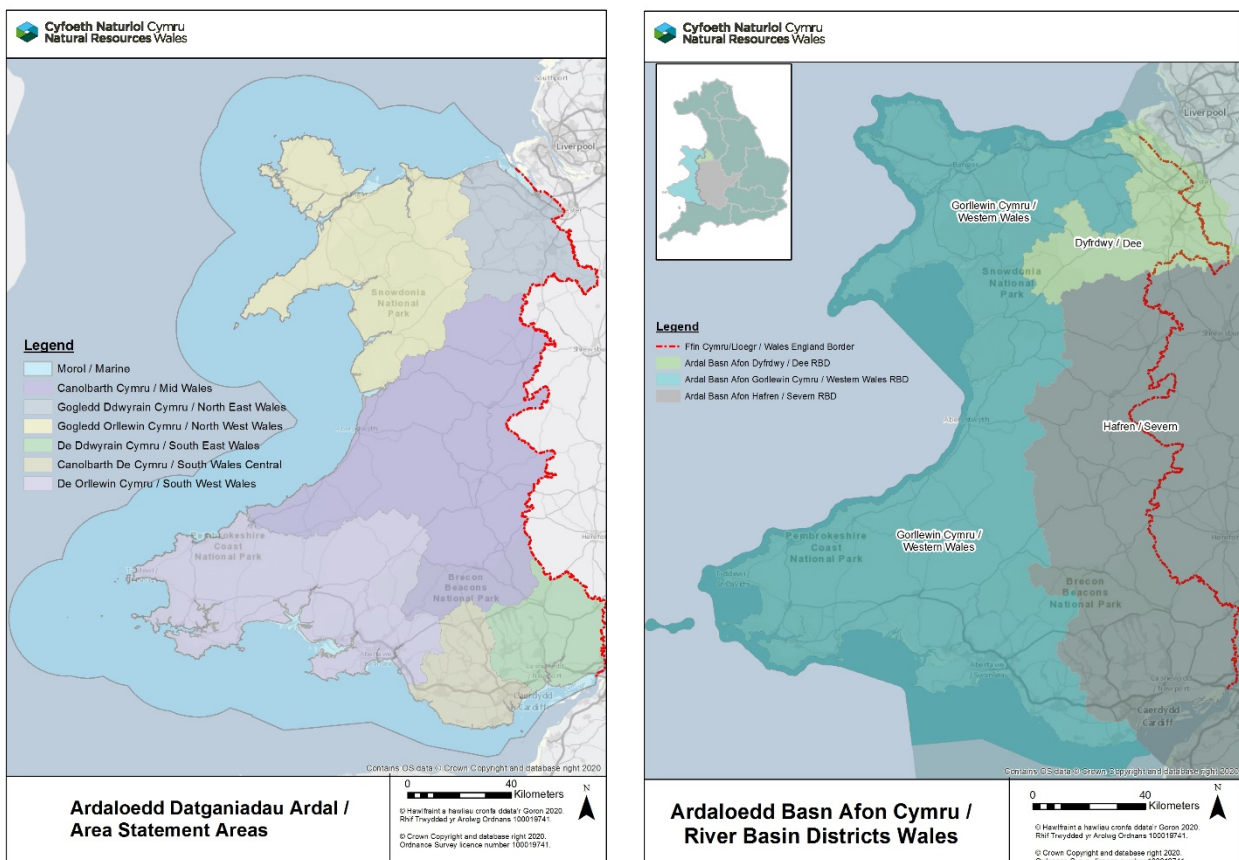 Cyfoeth Naturiol Cymru
Natural Resources Wales
Southport
Liverpool
Snowdonia
National
Park
Legend
Morol / Marine
Canolbarth Cymru / Mid Wales
Gogledd Ddwyrain Cymru / North East Wales
Gogledd Orllewin Cymru / North West Wales
De Ddwyrain Cymru / South East Wales
Canolbarth De Cymru / South Wales Central
De Orllewin Cymru / South West Wales
Pembrokeshire
Coast
National Park
Brecon
Beacons
National Park
Caerdydd
Cardiff
Contains OS data © Crown Copyright and database right 2020
Ardaloedd Datganiadau Ardal /
Area Statement Areas
0 40
Kilometers
N
© Hawlfraint a hawliau cronfa ddata'r Goron 2020.
Rhif Trwydded yr Arolwg Ordnans 100019741.
© Crown Copyright and database right 2020.
Ordnance Survey licence number 100019741.
Cyfoeth Naturiol Cymru
Natural Resources Wales
Liverpool
Bangor
Gorllewin Cymru /
Western Wales
Dyfrdwy / Dee
Snowdonia
National
Park
Legend
Ffin Cymru/Lloegr / Wales England Border
Ardal Basn Afon Dyfrdwy / Dee RBD
Ardal Basn Afon Gorllewin Cymru / Western Wales RBD
Ardal Basn Afon Hafren / Severn RBD
Hafren / Severn
Gorllewin Cymru /
Western Wales
Pembrokeshire
Coast
National Park
Brecon
Beacons
National Park
Abertawe
/ Swansea
/ Newport
Caerdydd
Cardiff
Contains OS data © Crown Copyright and database right 2020
Ardaloedd Basn Afon Cymru /
River Basin Districts Wales
0 40
Kilometers
N
© Hawlfraint a hawliau cronfa ddata'r Goron 2020.
Rhif Trwydded yr Arolwg Ordnans 100019741.
© Crown Copyright and database right 2020.